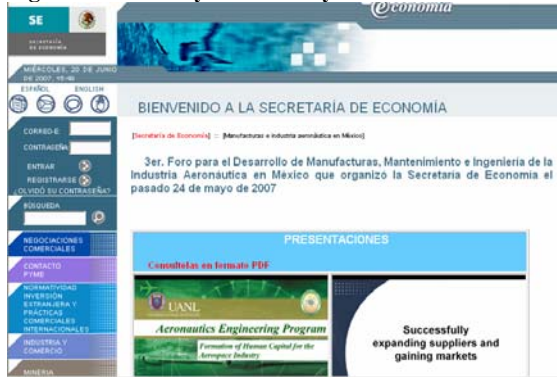 economía
SE
SECRETARÍA
DE ECONOMÍA
MIÉRCOLES, 20 DE JUNIO
DE 2007,
ESPAÑOL ENGLISH
BIENVENIDO A LA SECRETARÍA DE ECONOMÍA
CORREO-E:
CONTRASEÑA
ENTRAR
REGISTRARSE
¿OLVIDÓ SU CONTRASEÑA?
BÚSQUEDA
NEGOCIACIONES
COMERCIALES
CONTACTO
PYME
NORMATIVIDAD
INVERSIÓN
EXTRANJERA Y
PRÁCTICAS
COMERCIALES
INTERNACIONALES
INDUSTRIA Y
COMERCIO
MINERIA
[Secretaría de Economía] :: [Manufacturas e industria aeronáutica en México]
3er. Foro para el Desarrollo de Manufacturas, Mantenimiento e Ingeniería de la
Industria Aeronáutica en México que organizó la Secretaría de Economía el
pasado 24 de mayo de 2007
PRESENTACIONES
Consultelas en formato PDF
UANL
Aeronautics Engineering Program
Formation of Human Capital for the
Aerospace Industry
Successfully
expanding suppliers and
gaining markets